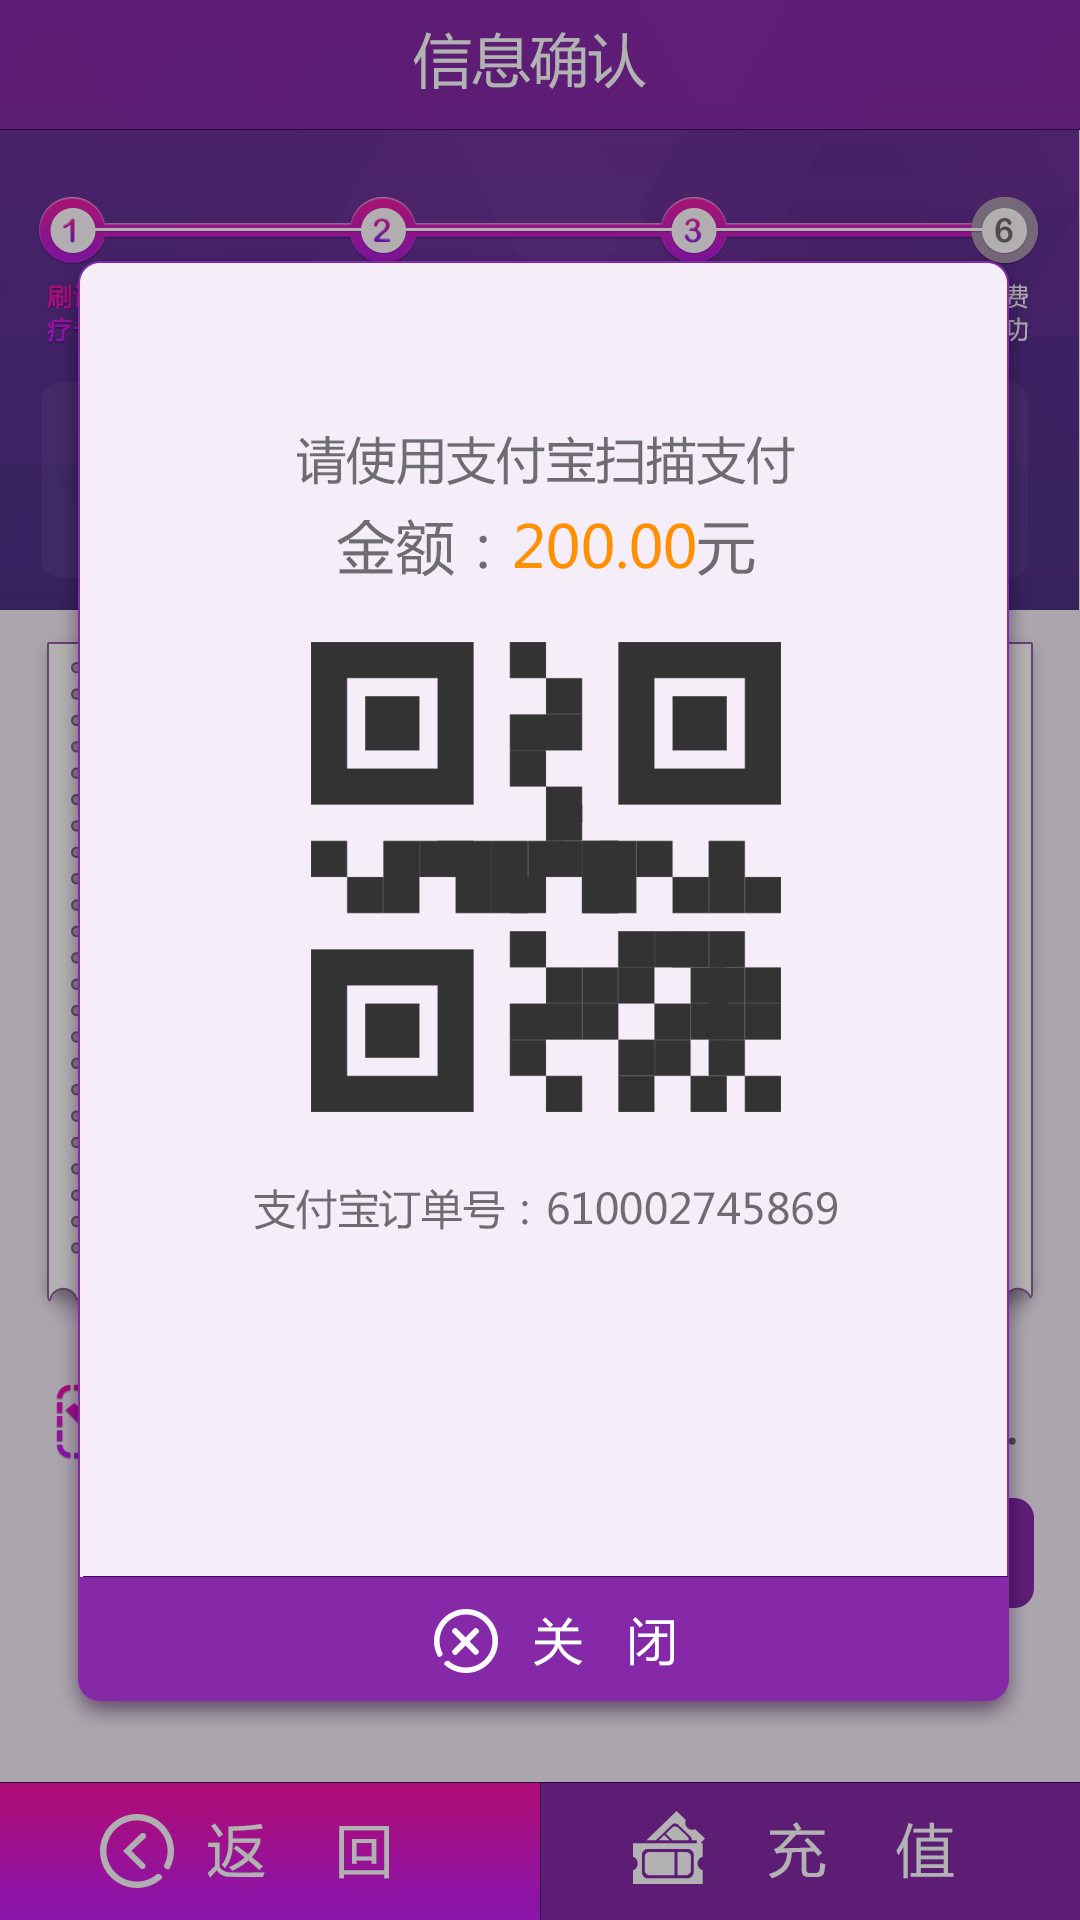 信息确认
1 2 3 6
刷
疗
费
功
请使用支付宝扫描支付
金额：200.00元
支付宝订单号：610002745869
关 闭
返 回
充 值